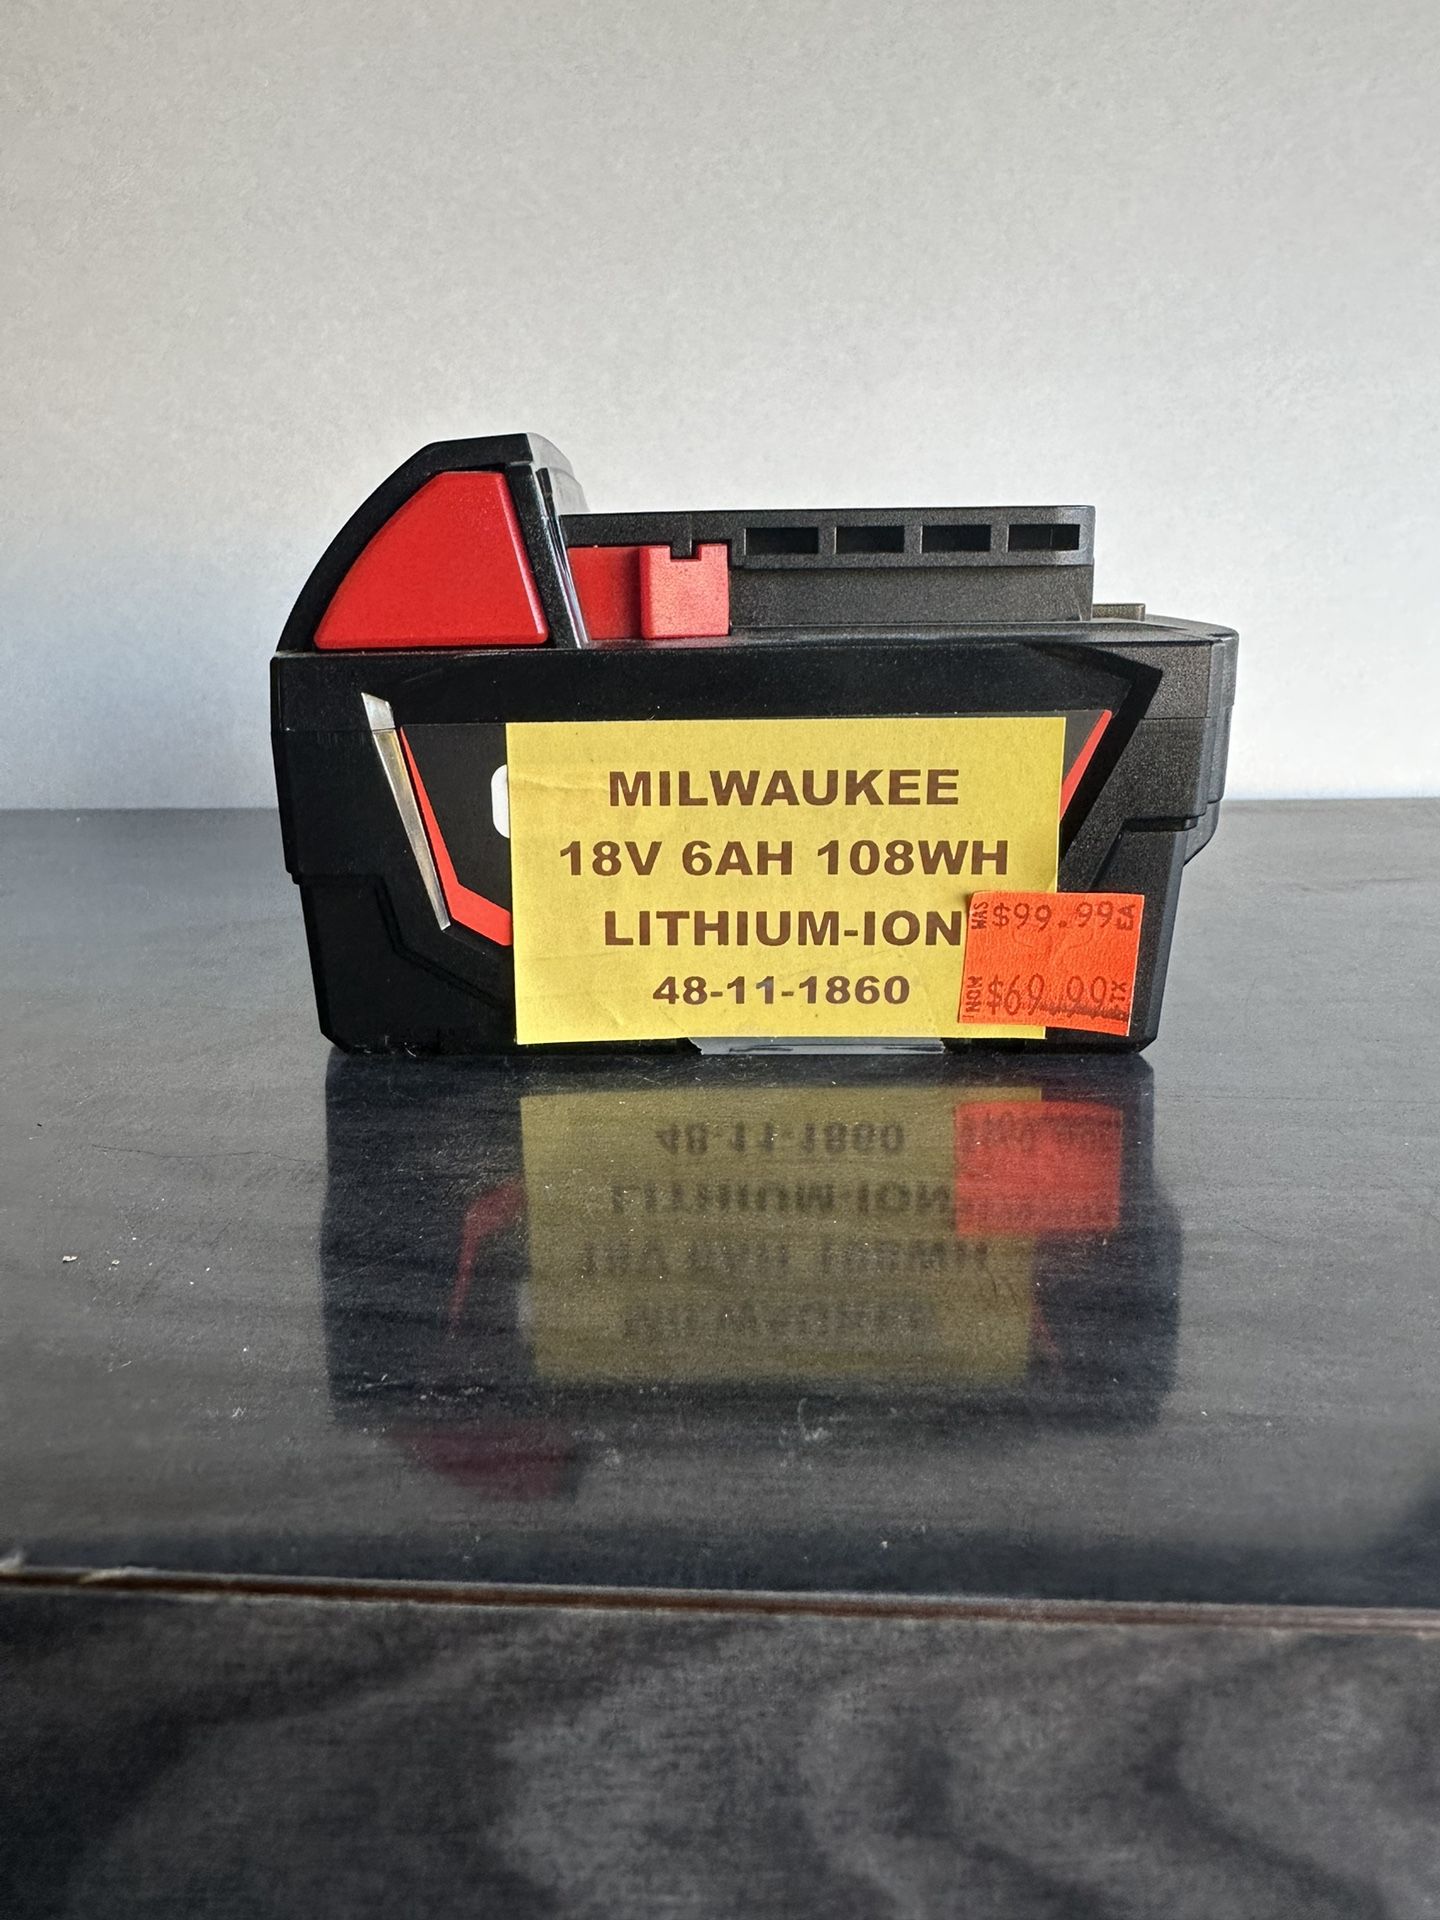 MILWAUKEE
18V 6AH 108WH
LITHIUM-ION
48-11-1860
WAS $99.99 EA
NOW $69.99 TX